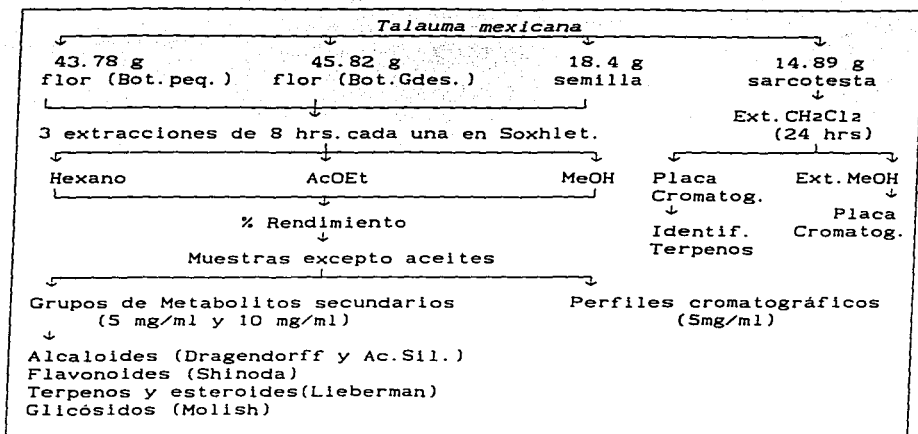 Talauma mexicana
43.78 g 45.82 g 18.4 g 14.89 g
flor (Bot.peq.) flor (Bot.Gdes.) semilla sarcotesta
3 extracciones de 8 hrs.cada una en Soxhlet. Ext.CH2Cl2
(24 hrs)
Hexano AcOEt MeOH Placa Ext.MeOH
Cromatog.
% Rendimiento Placa
Identif. Cromatog.
Muestras excepto aceites Terpenos
Grupos de Metabolitos secundarios Perfiles cromatográficos
(5 mg/ml y 10 mg/ml) (5mg/ml)
Alcaloides (Dragendorff y Ac.Sil.)
Flavonoides (Shinoda)
Terpenos y esteroides(Lieberman)
Glicósidos (Molish)